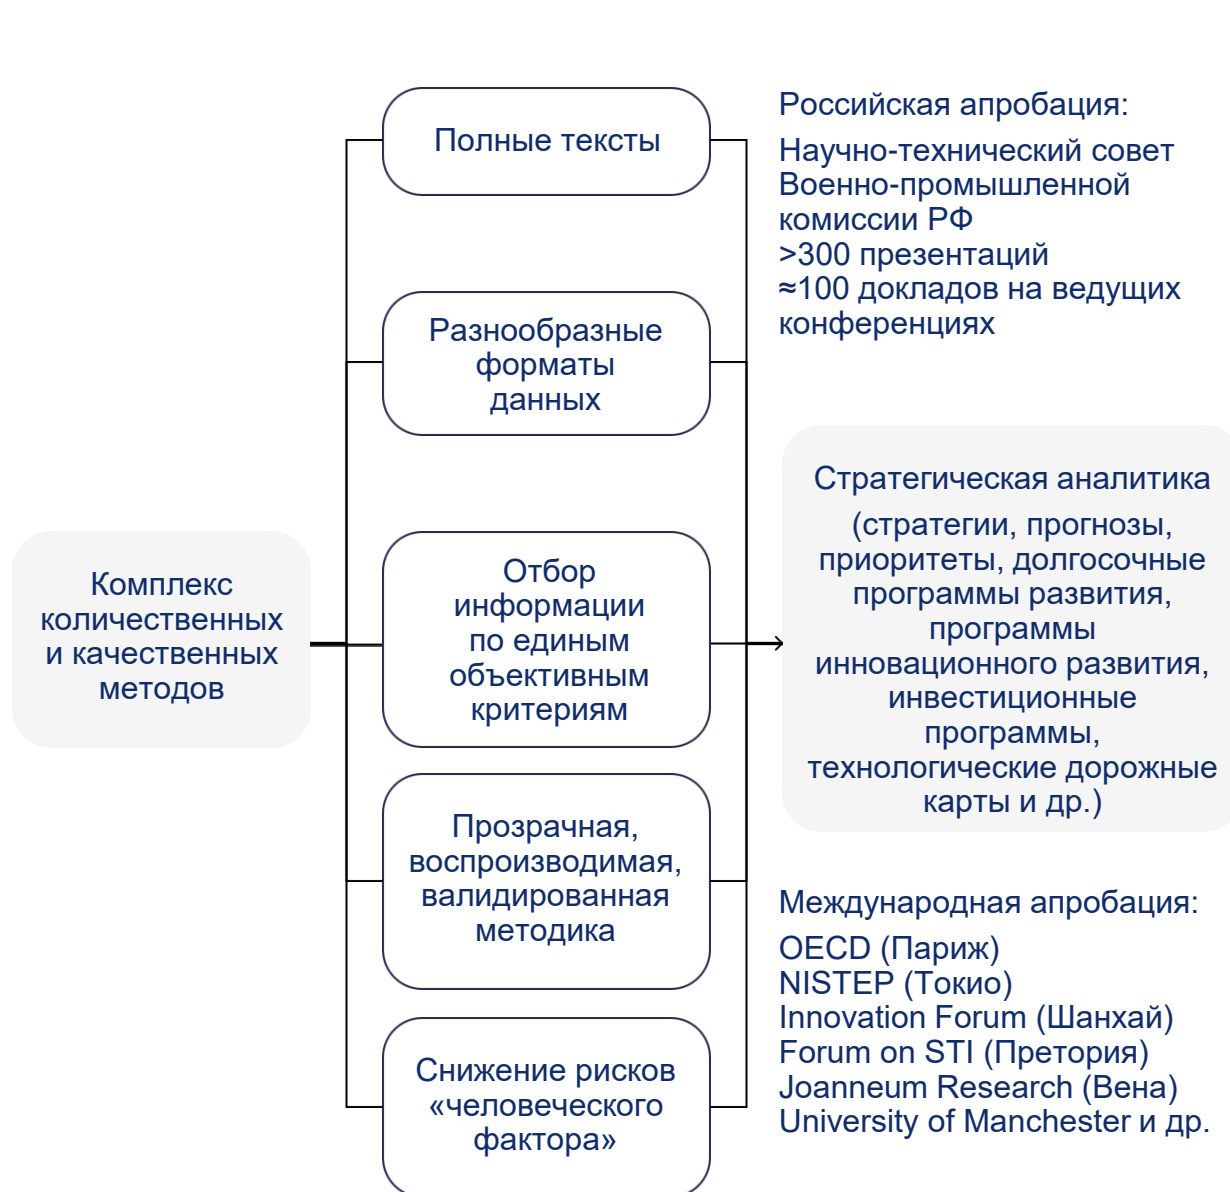 Комплекс
количественных
и качественных
методов
Полные тексты
Разнообразные
форматы
данных
Отбор
информации
по единым
объективным
критериям
Прозрачная,
воспроизводимая,
валидированная
методика
Снижение рисков
«человеческого
фактора»
Российская апробация:
Научно-технический совет
Военно-промышленной
комиссии РФ
>300 презентаций
≈100 докладов на ведущих
конференциях
Стратегическая аналитика
(стратегии, прогнозы,
приоритеты, долгосочные
программы развития,
программы
инновационного развития,
инвестиционные
программы,
технологические дорожные
карты и др.)
Международная апробация:
OECD (Париж)
NISTEP (Токио)
Innovation Forum (Шанхай)
Forum on STI (Претория)
Joanneum Research (Вена)
University of Manchester и др.